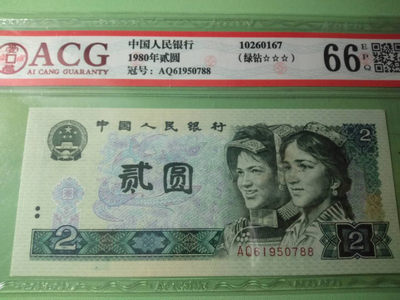 ACG
AI CANG GUARANTY
中国人民银行
1980年贰圆
冠号：AQ61950788
10260167
(绿钻☆☆☆)
66
EPQ
中国人民银行
贰圆
2
2
AQ61950788